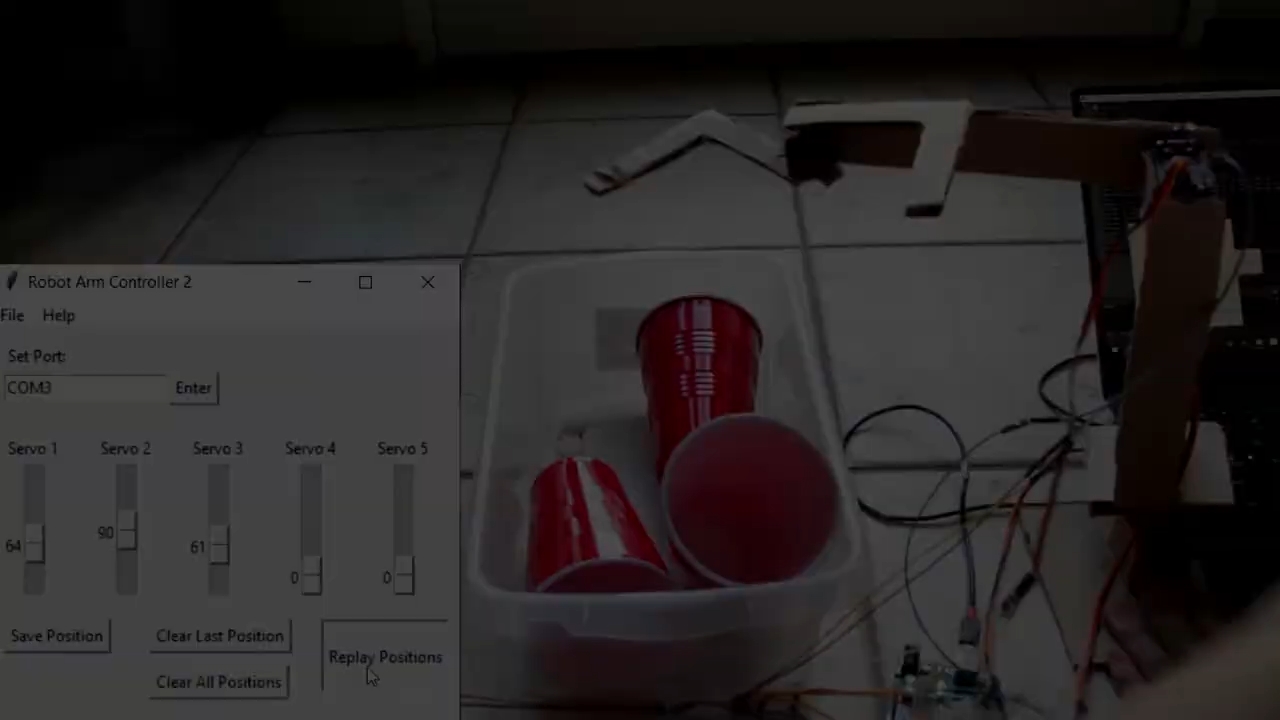 Robot Arm Controller 2
File Help
Set Port:
COM3 Enter
Servo 1 Servo 2 Servo 3 Servo 4 Servo 5
64 90 61 0 0
Save Position Clear Last Position Replay Positions
Clear All Positions